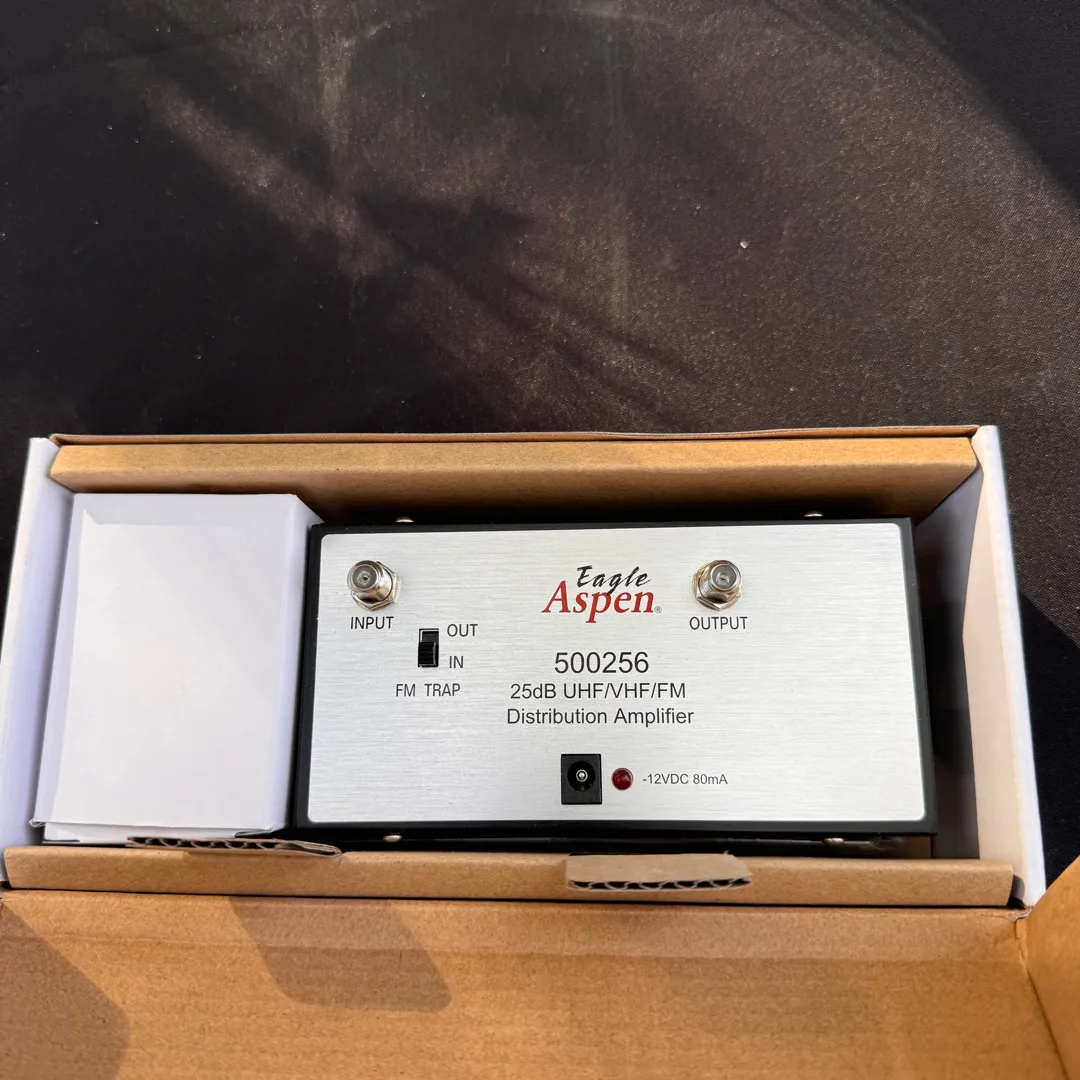 Eagle
Aspen®
INPUT
OUTPUT
OUT
IN
FM TRAP
500256
25dB UHF/VHF/FM
Distribution Amplifier
-12VDC 80mA